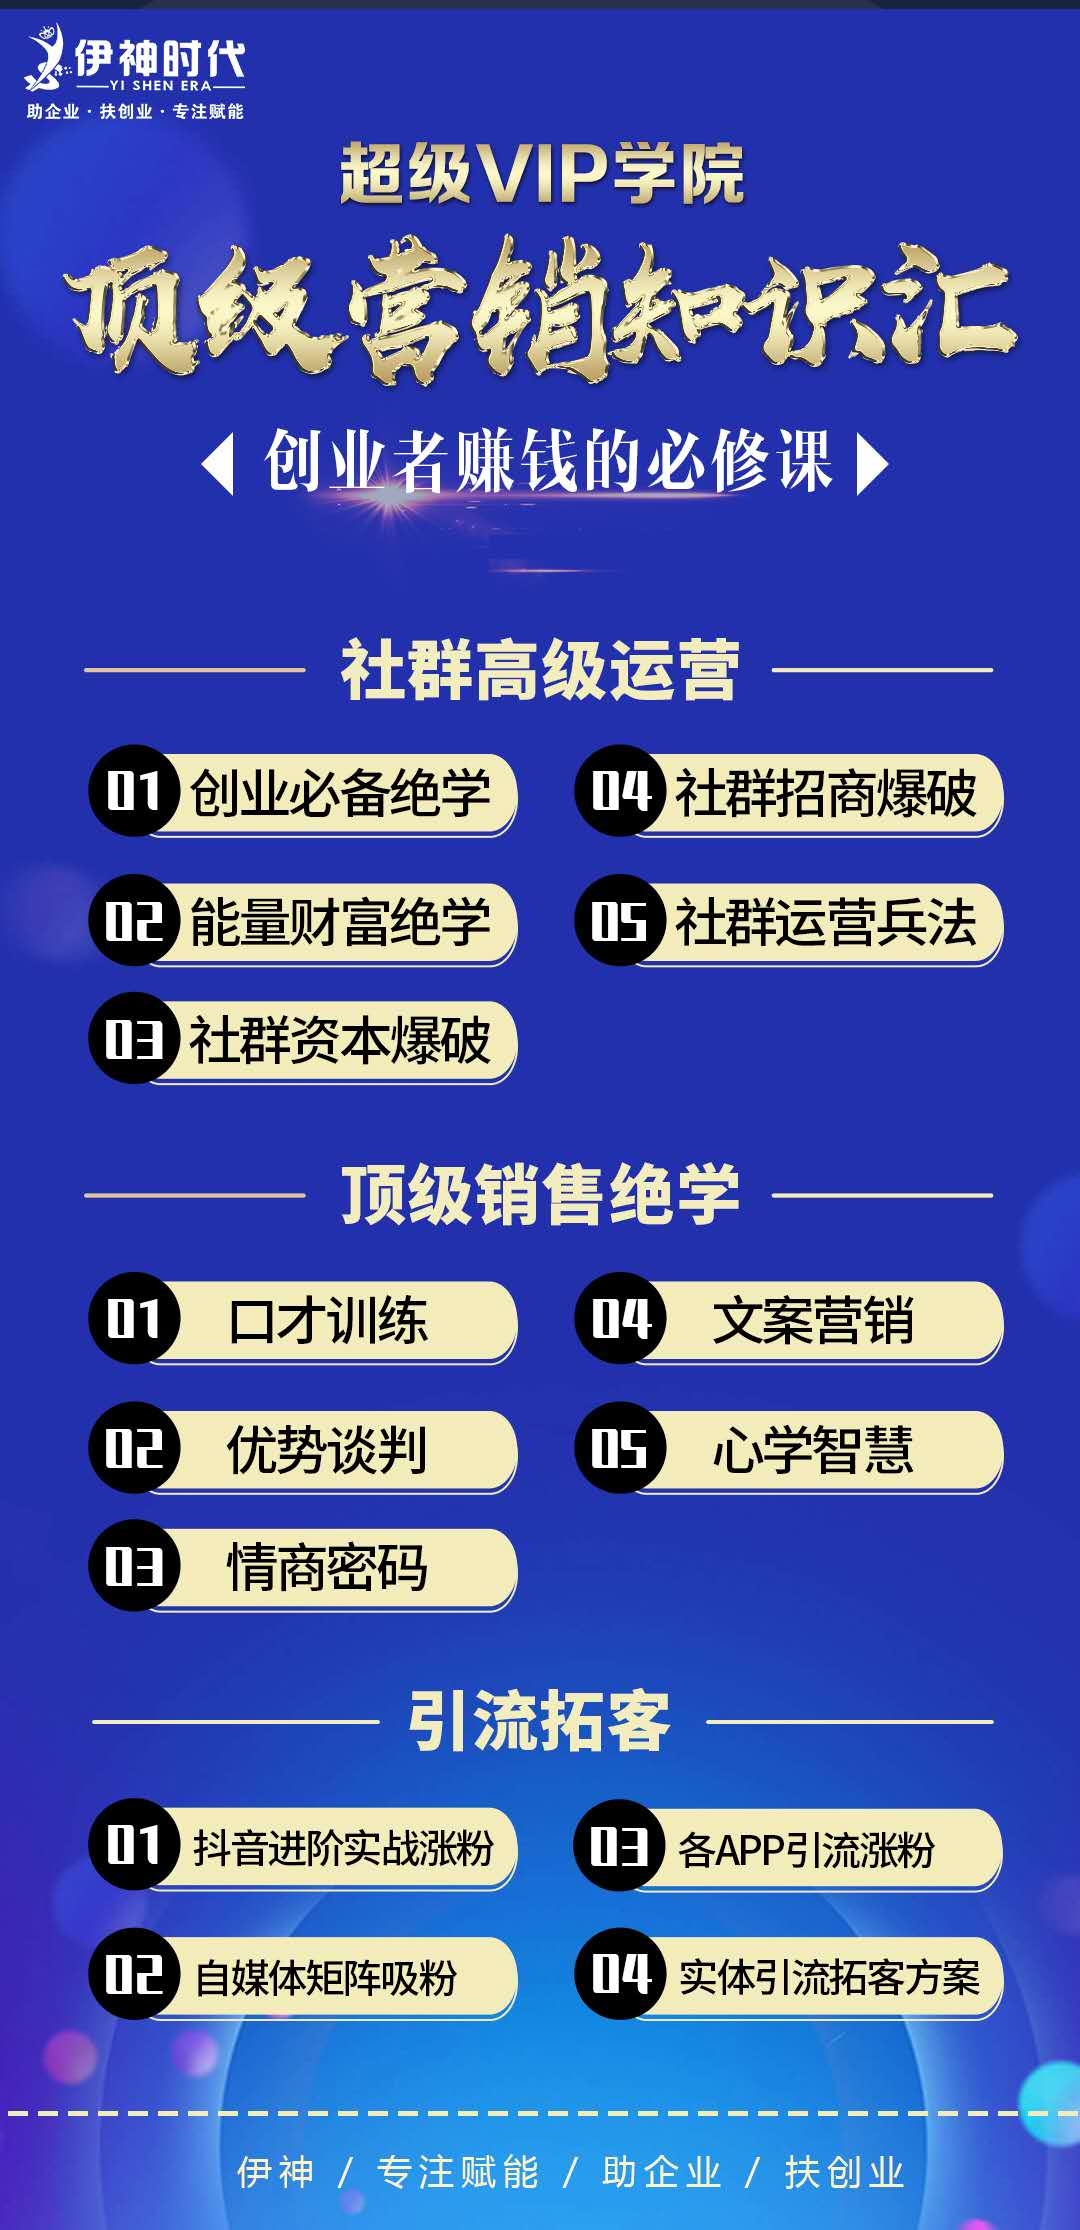 伊神时代
YI SHEN ERA
助企业·扶创业·专注赋能
超级VIP学院
顶级营销知识汇
创业者赚钱的必修课
社群高级运营
01 创业必备绝学
04 社群招商爆破
02 能量财富绝学
05 社群运营兵法
03 社群资本爆破
顶级销售绝学
01 口才训练
04 文案营销
02 优势谈判
05 心学智慧
03 情商密码
引流拓客
01 抖音进阶实战涨粉
03 各APP引流涨粉
02 自媒体矩阵吸粉
04 实体引流拓客方案
伊神 / 专注赋能 / 助企业 / 扶创业